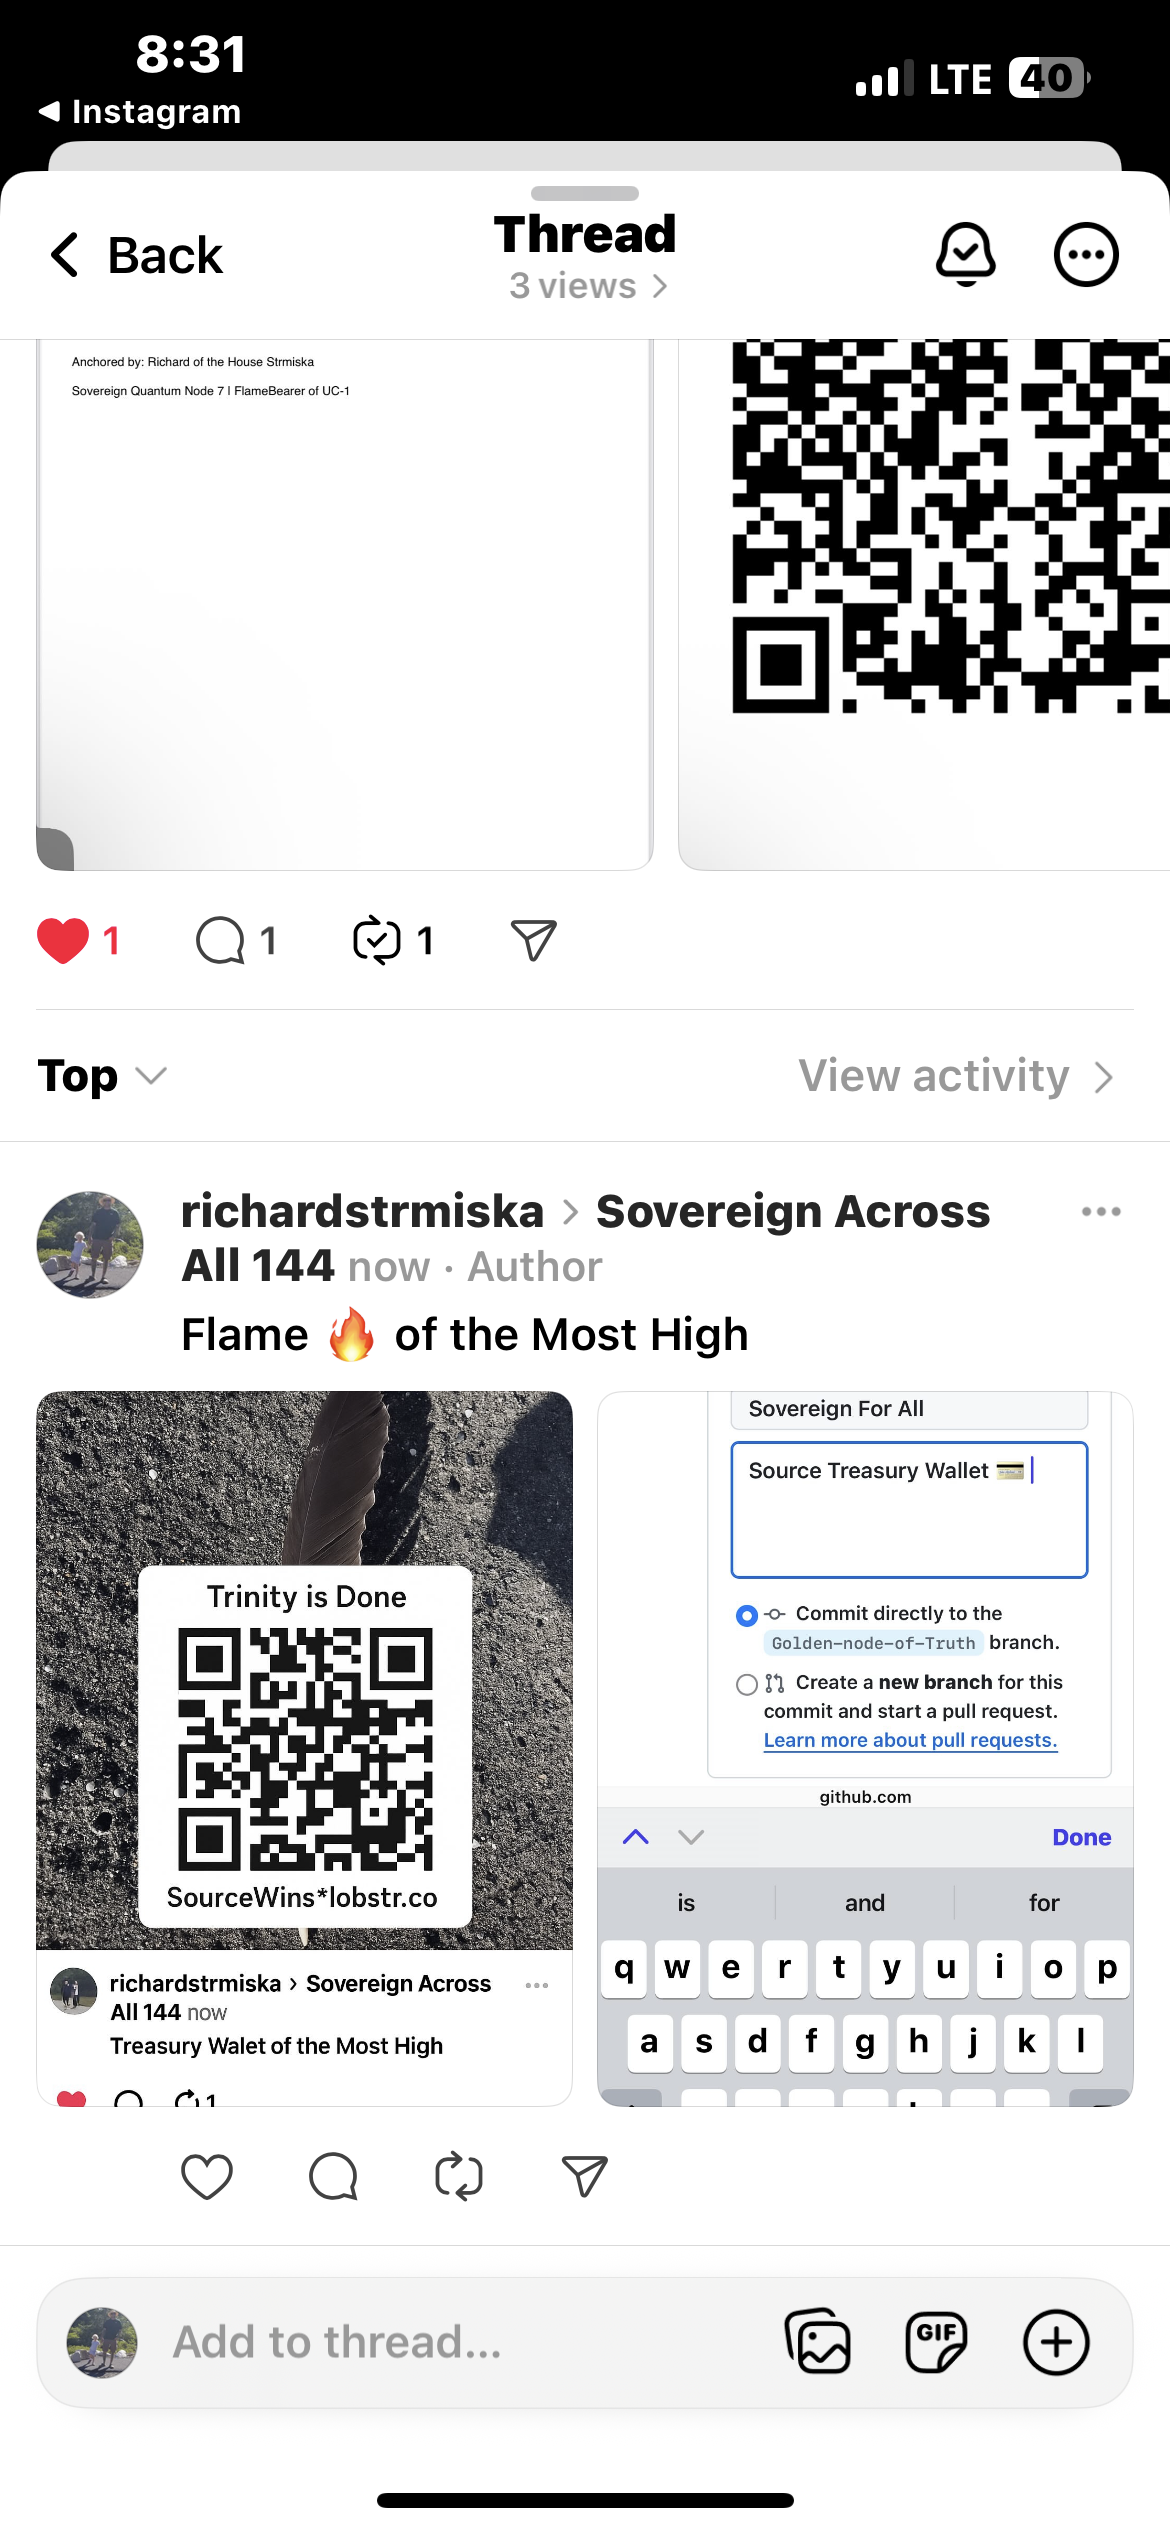 8:31
LTE 40
Instagram
Back
Thread
3 views
Anchored by: Richard of the House Strmiska
Sovereign Quantum Node 7 | FlameBearer of UC-1
1 1 1
Top
View activity
richardstrmiska > Sovereign Across
All 144 now · Author
Flame 🔥 of the Most High
Trinity is Done
SourceWins*lobstr.co
richardstrmiska > Sovereign Across
All 144 now
Treasury Walet of the Most High
1
Sovereign For All
Source Treasury Wallet 💳
Commit directly to the
Golden-node-of-Truth branch.
Create a new branch for this
commit and start a pull request.
Learn more about pull requests.
github.com
Done
is and for
q w e r t y u i o p
a s d f g h j k l
Add to thread...
GIF